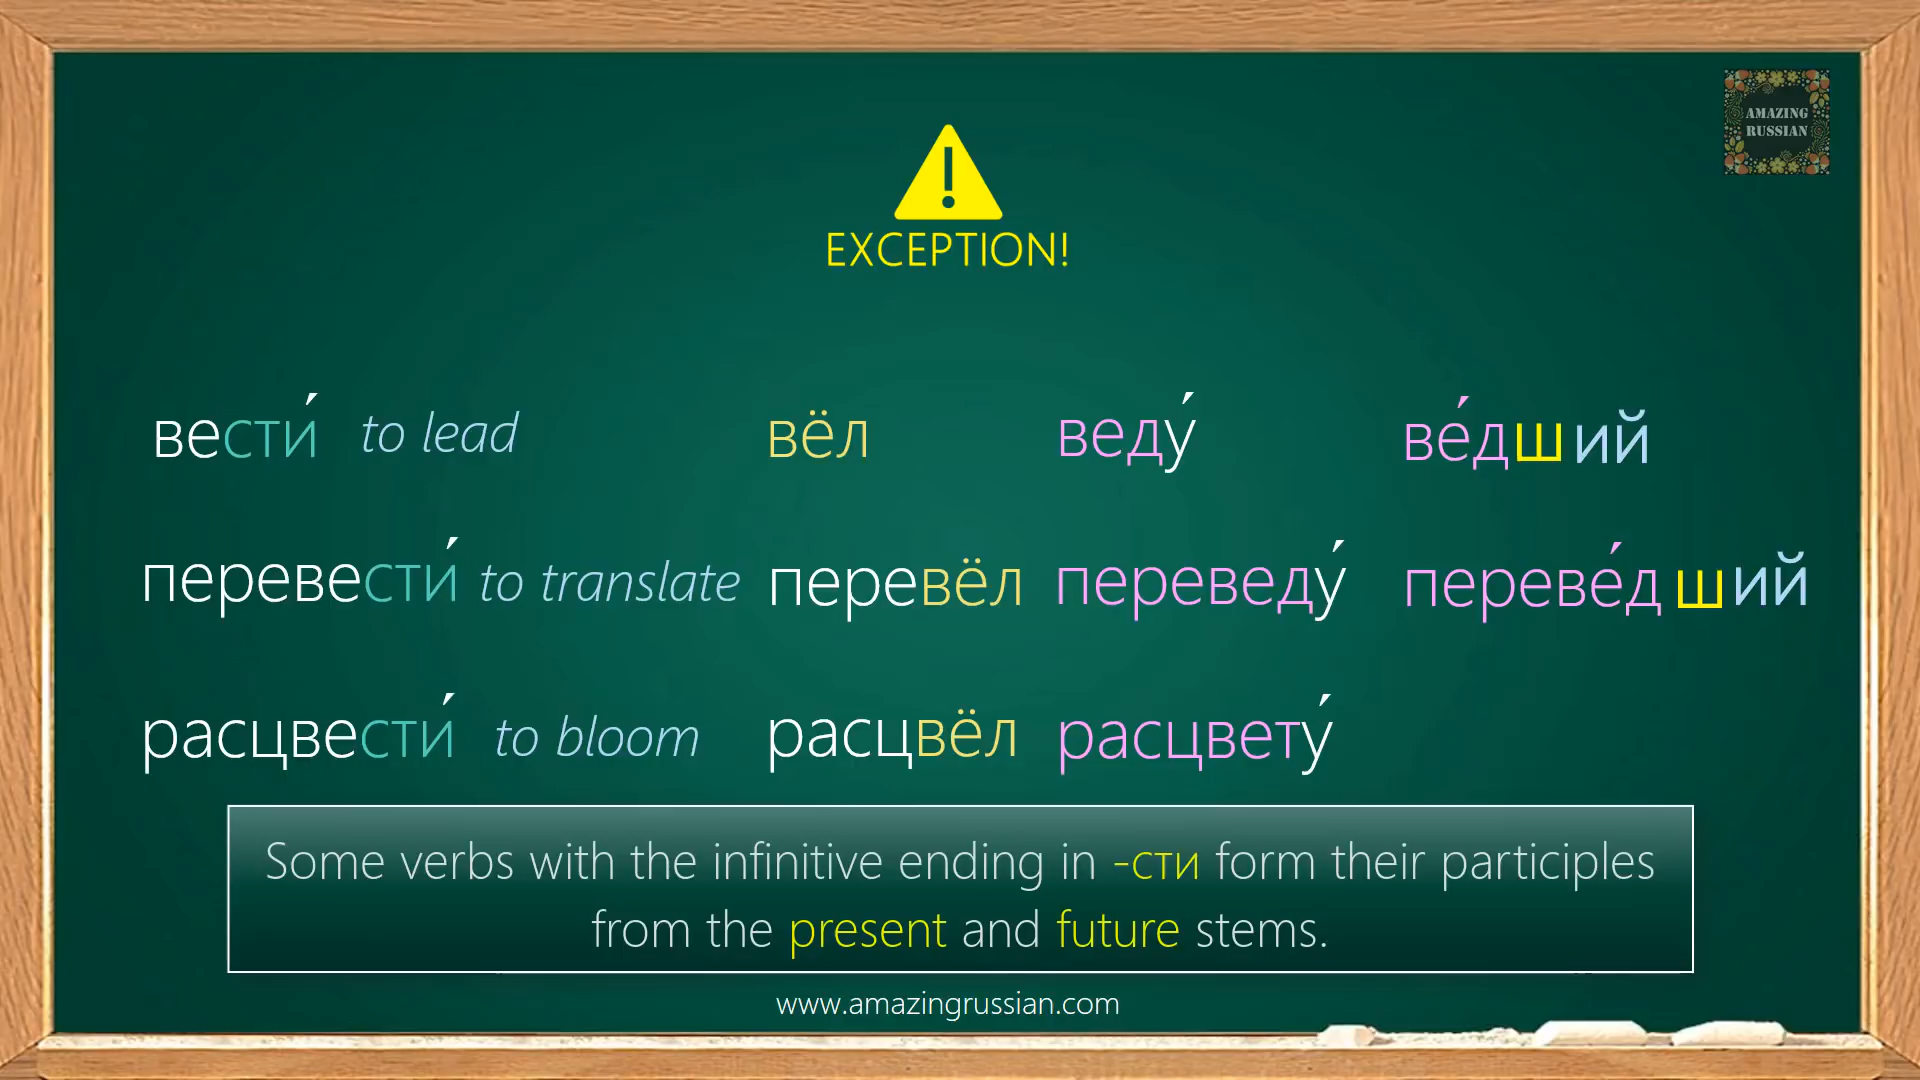 AMAZING
RUSSIAN
EXCEPTION!
вести́ to lead вёл веду́ ве́дший
перевести́ to translate перевёл переведу́ переве́д ший
расцвести́ to bloom расцвёл расцвету́
Some verbs with the infinitive ending in -сти form their participles
from the present and future stems.
www.amazingrussian.com